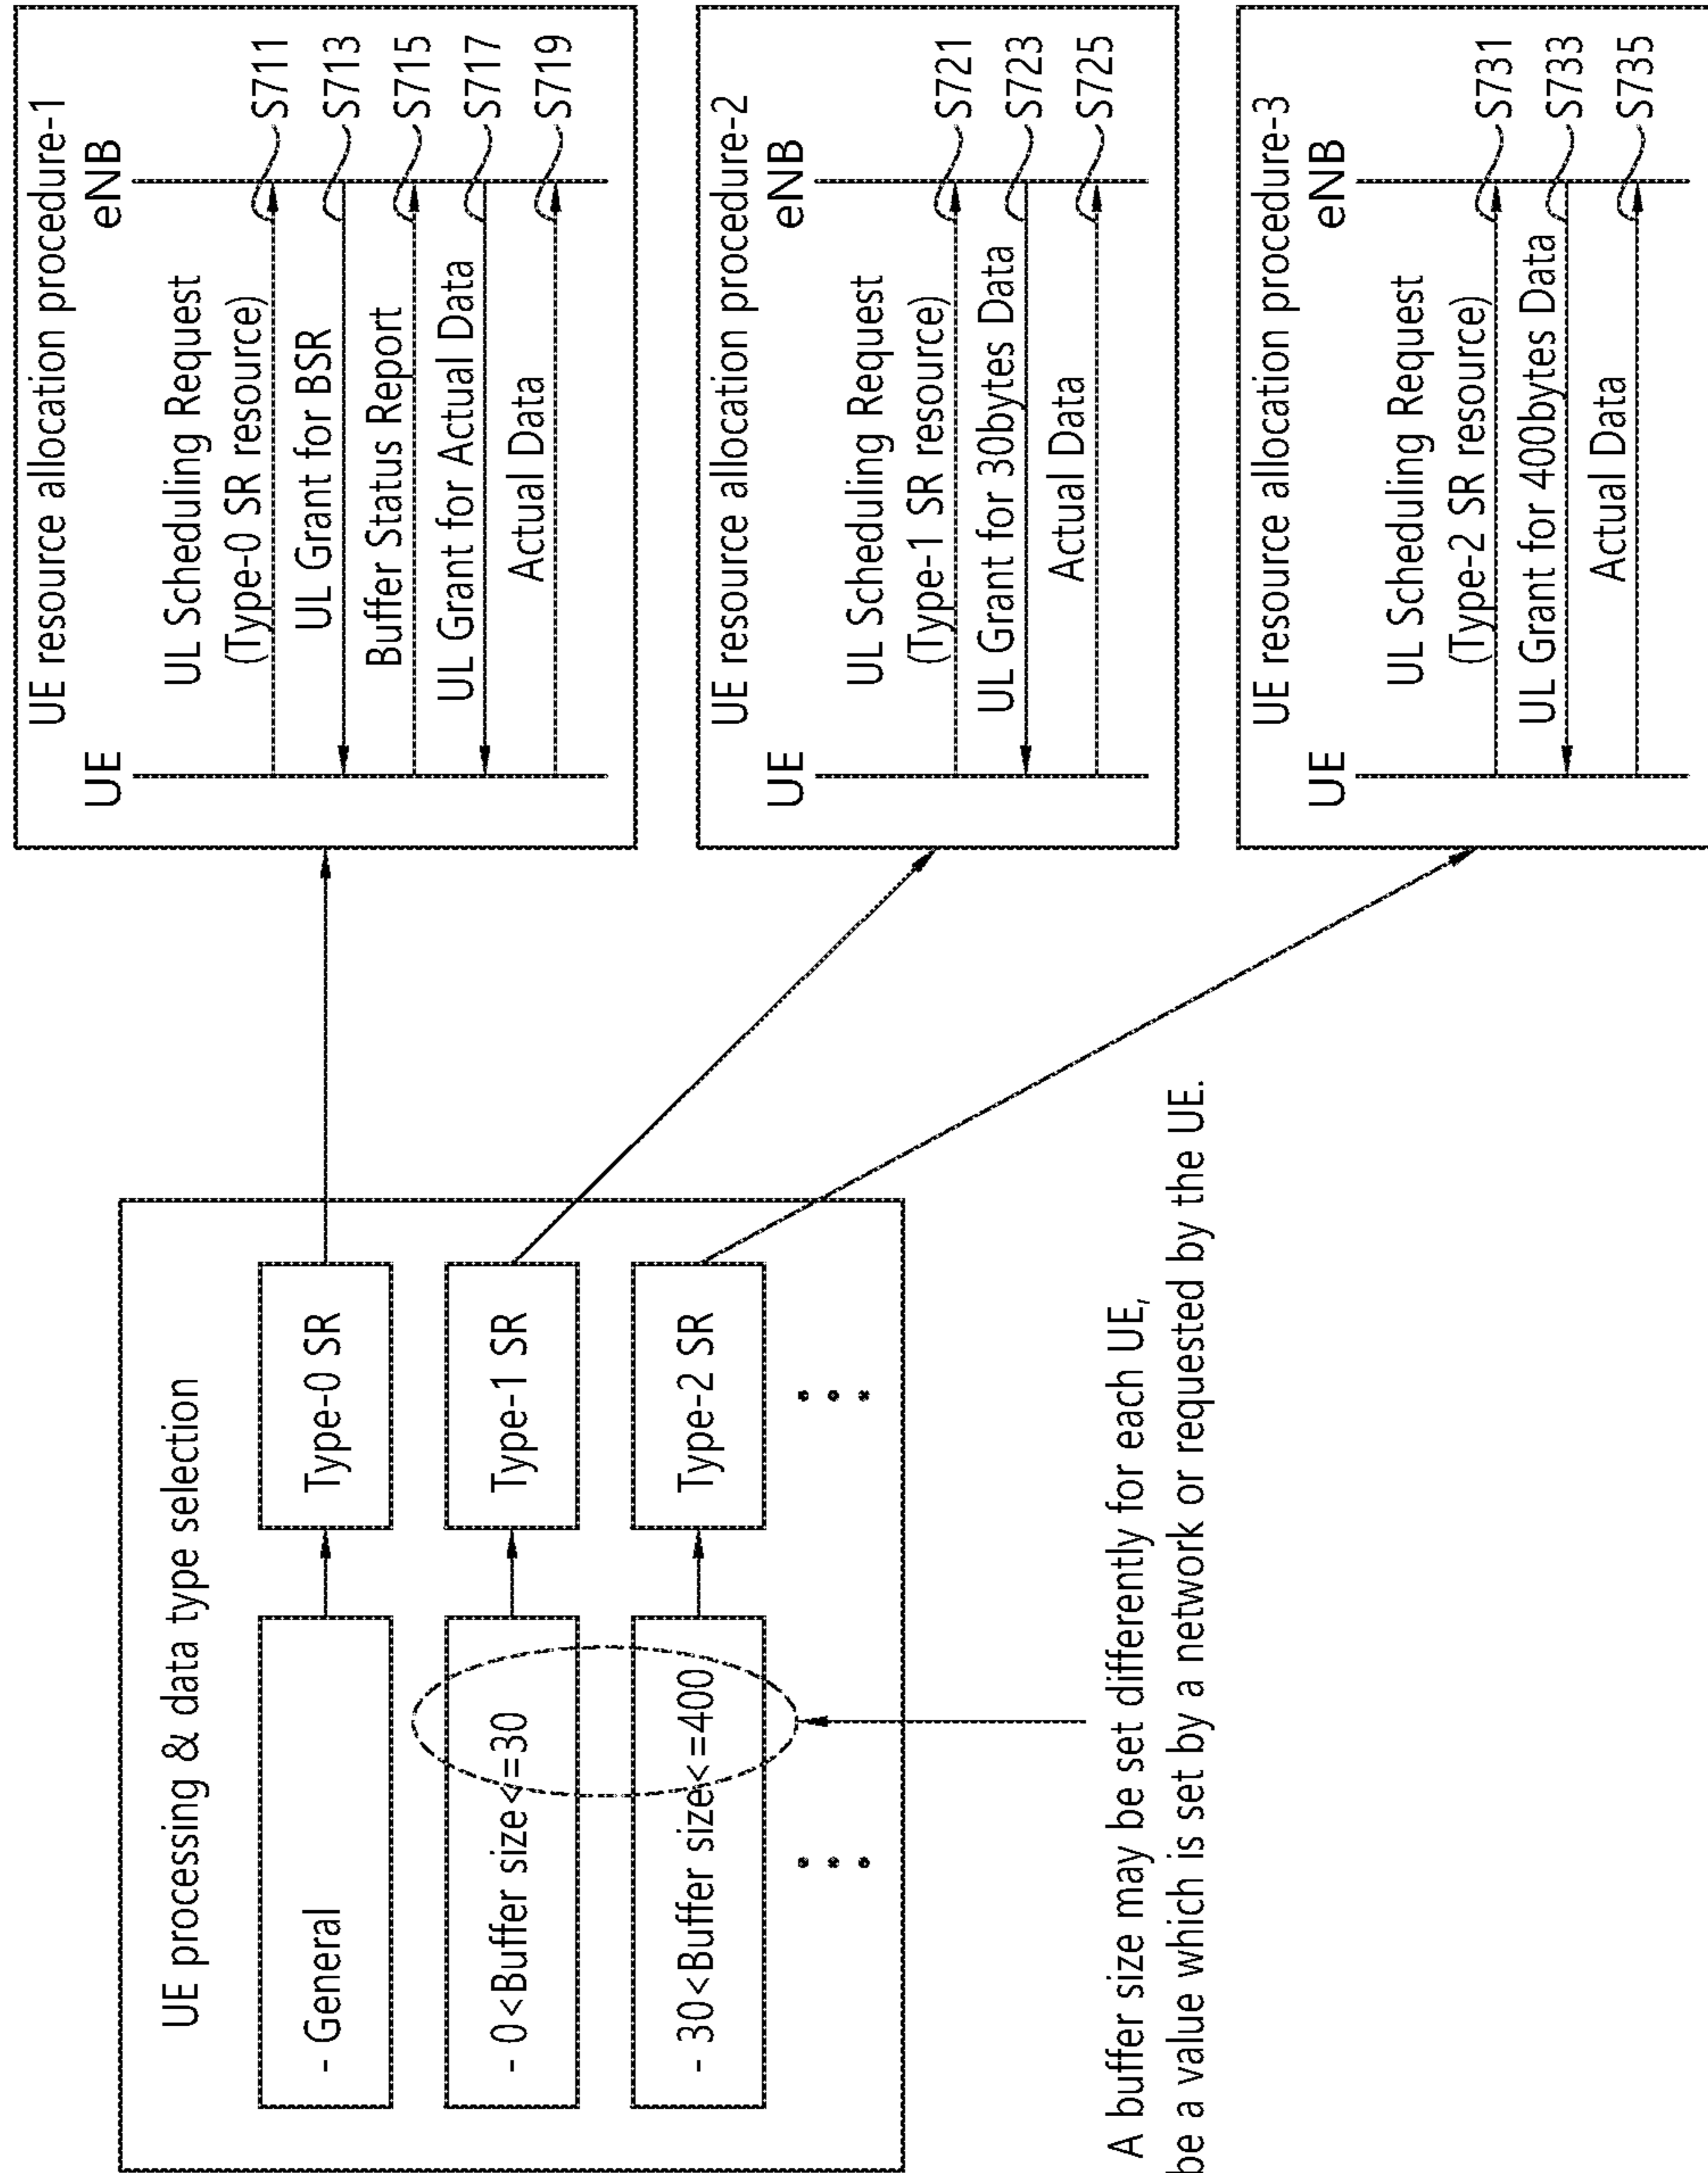 UE processing & data type selection
- General
Type-0 SR
- 0<Buffer size<=30
Type-1 SR
- 30<Buffer size<=400
Type-2 SR
A buffer size may be set differently for each UE,
be a value which is set by a network or requested by the UE.
UE resource allocation procedure-1
UE
eNB
UL Scheduling Request
(Type-0 SR resource)
S711
UL Grant for BSR
S713
Buffer Status Report
S715
UL Grant for Actual Data
S717
Actual Data
S719
UE resource allocation procedure-2
UE
eNB
UL Scheduling Request
(Type-1 SR resource)
S721
UL Grant for 30bytes Data
S723
Actual Data
S725
UE resource allocation procedure-3
UE
eNB
UL Scheduling Request
(Type-2 SR resource)
S731
UL Grant for 400bytes Data
S733
Actual Data
S735